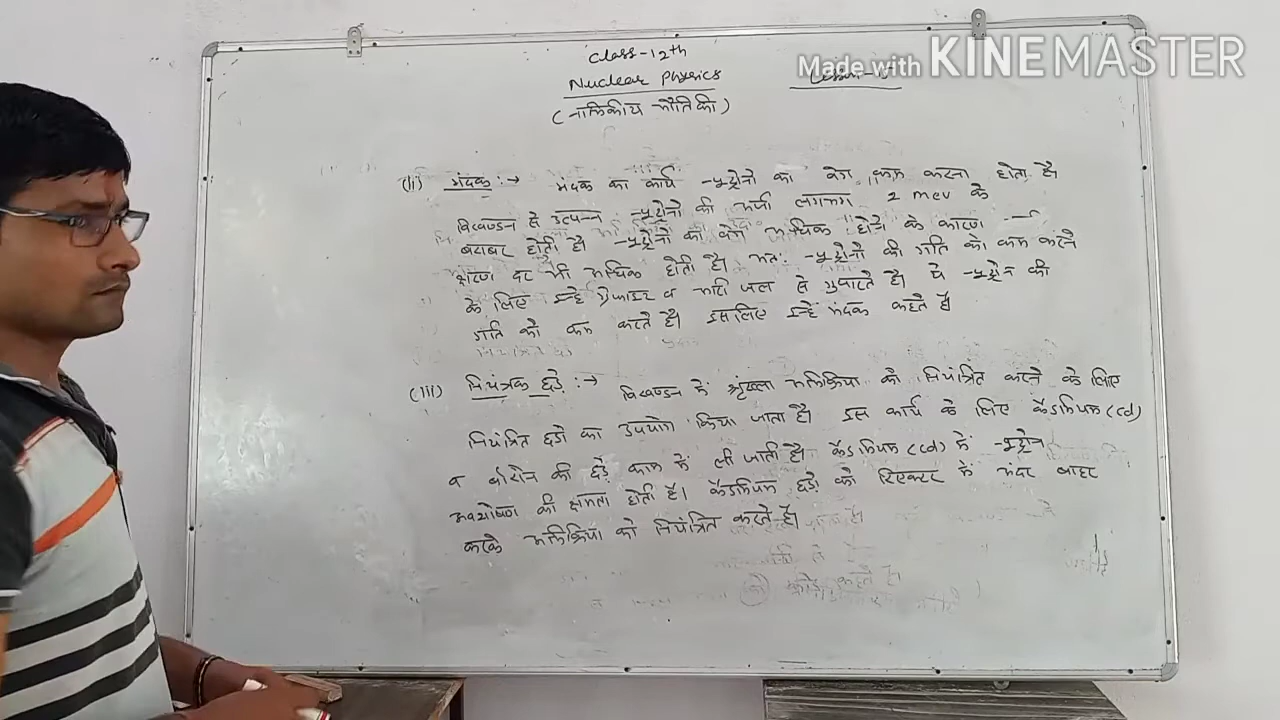 Made with KINEMASTER
Class-12th
Nuclear Physics
(नाभिकीय भौतिकी)
(ii) मंदक :→ मंदक का कार्य न्यूट्रोनो का वेग कम करना होता है
विखण्डन से उत्पन्न न्यूट्रोनो की ऊर्जा लगभग 2 mev के
बराबर होती है। न्यूट्रोनो का वेग अधिक होने के कारण
क्षरण दर भी अधिक होती है। अतः न्यूट्रोनो की गति को कम करने
के लिए इन्हे ग्रेफाइट व भारी जल से गुजारते है। ये न्यूट्रोन की
गति को कम करते है। इसलिए इन्हें मंदक कहते है
(iii) नियंत्रक छड़े :→ विखण्डन में श्रृंखला अभिक्रिया को नियंत्रित करने के लिए
नियंत्रित छड़ो का उपयोग किया जाता है। इस कार्य के लिए कैडमियम (cd)
व बोरोन की छड़े काम में ली जाती है। कैडमियम (cd) में न्यूट्रोन
अवशोषण की क्षमता होती है। कैडमियम छड़ो को रिएक्टर में अंदर बाहर
करके अभिक्रिया को नियंत्रित करते है।